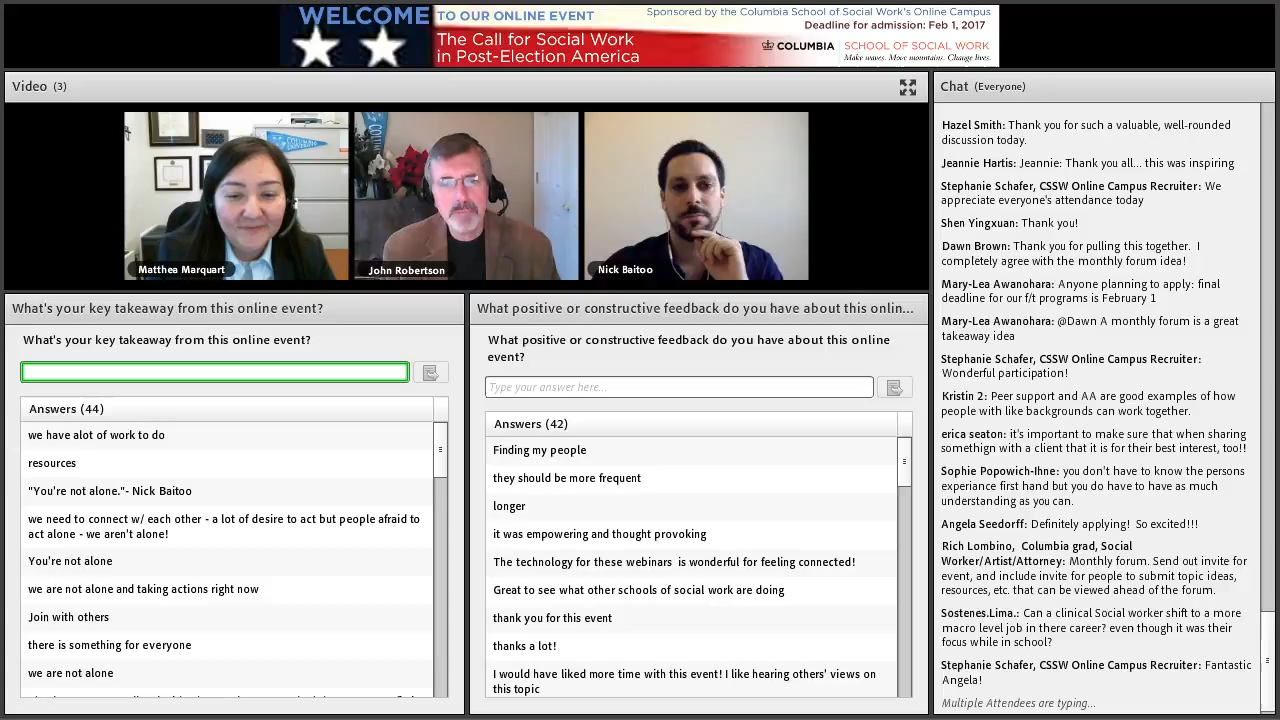 WELCOME TO OUR ONLINE EVENT
The Call for Social Work
in Post-Election America
Sponsored by the Columbia School of Social Work's Online Campus
Deadline for admission: Feb 1, 2017
COLUMBIA SCHOOL OF SOCIAL WORK
Make waves. Move mountains. Change lives.
Video (3)
Matthea Marquart
John Robertson
Nick Baitoo
What's your key takeaway from this online event?
What's your key takeaway from this online event?
Answers (44)
we have alot of work to do
resources
"You're not alone."- Nick Baitoo
we need to connect w/ each other - a lot of desire to act but people afraid to
act alone - we aren't alone!
You're not alone
we are not alone and taking actions right now
Join with others
there is something for everyone
we are not alone
What positive or constructive feedback do you have about this onlin...
What positive or constructive feedback do you have about this online
event?
Type your answer here...
Answers (42)
Finding my people
they should be more frequent
longer
it was empowering and thought provoking
The technology for these webinars is wonderful for feeling connected!
Great to see what other schools of social work are doing
thank you for this event
thanks a lot!
I would have liked more time with this event! I like hearing others' views on
this topic
Chat (Everyone)
Hazel Smith: Thank you for such a valuable, well-rounded
discussion today.
Jeannie Hartis: Jeannie: Thank you all... this was inspiring
Stephanie Schafer, CSSW Online Campus Recruiter: We
appreciate everyone's attendance today
Shen Yingxuan: Thank you!
Dawn Brown: Thank you for pulling this together. I
completely agree with the monthly forum idea!
Mary-Lea Awanohara: Anyone planning to apply: final
deadline for our f/t programs is February 1
Mary-Lea Awanohara: @Dawn A monthly forum is a great
takeaway idea
Stephanie Schafer, CSSW Online Campus Recruiter:
Wonderful participation!
Kristin 2: Peer support and AA are good examples of how
people with like backgrounds can work together.
erica seaton: it's important to make sure that when sharing
somethign with a client that it is for their best interest, too!!
Sophie Popowich-Ihne: you don't have to know the persons
experiance first hand but you do have to have as much
understanding as you can.
Angela Seedorff: Definitely applying! So excited!!!
Rich Lombino, Columbia grad, Social
Worker/Artist/Attorney: Monthly forum. Send out invite for
event, and include invite for people to submit topic ideas,
resources, etc. that can be viewed ahead of the forum.
Sostenes.Lima.: Can a clinical Social worker shift to a more
macro level job in there career? even though it was their
focus while in school?
Stephanie Schafer, CSSW Online Campus Recruiter: Fantastic
Angela!
Multiple Attendees are typing...